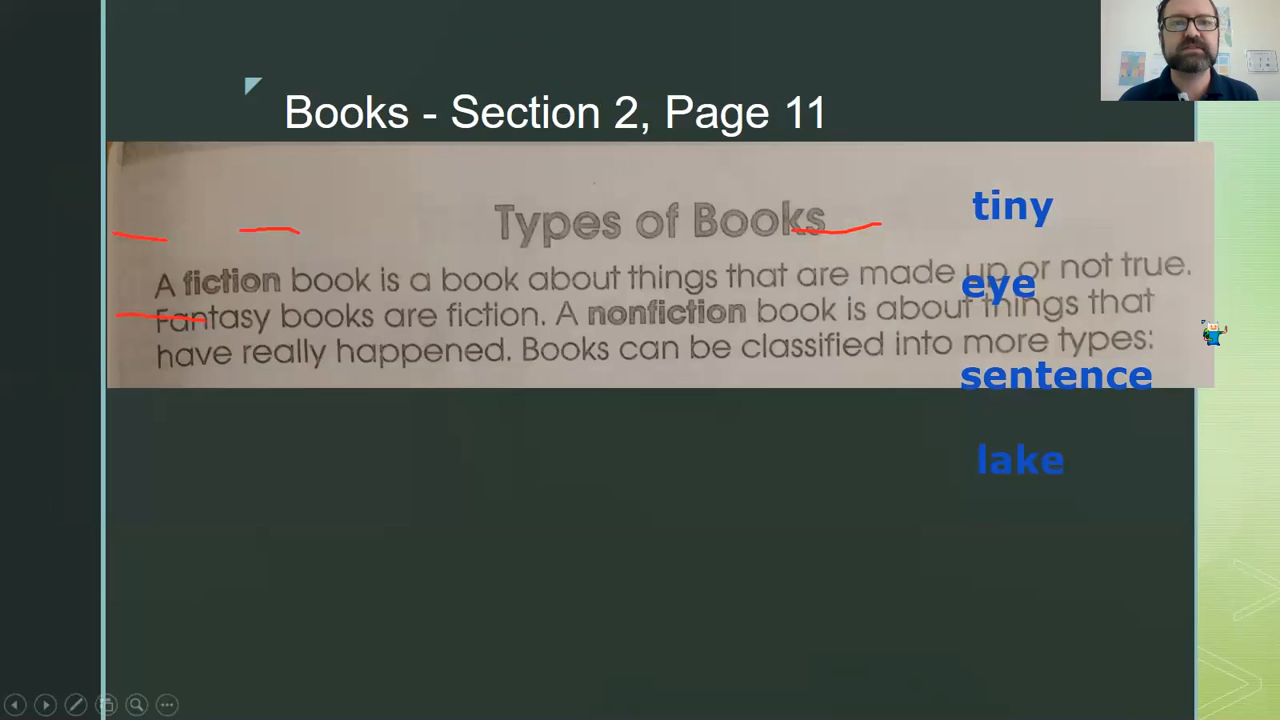 Books - Section 2, Page 11
Types of Books
A fiction book is a book about things that are made up or not true.
Fantasy books are fiction. A nonfiction book is about things that
have really happened. Books can be classified into more types:
tiny
eye
sentence
lake